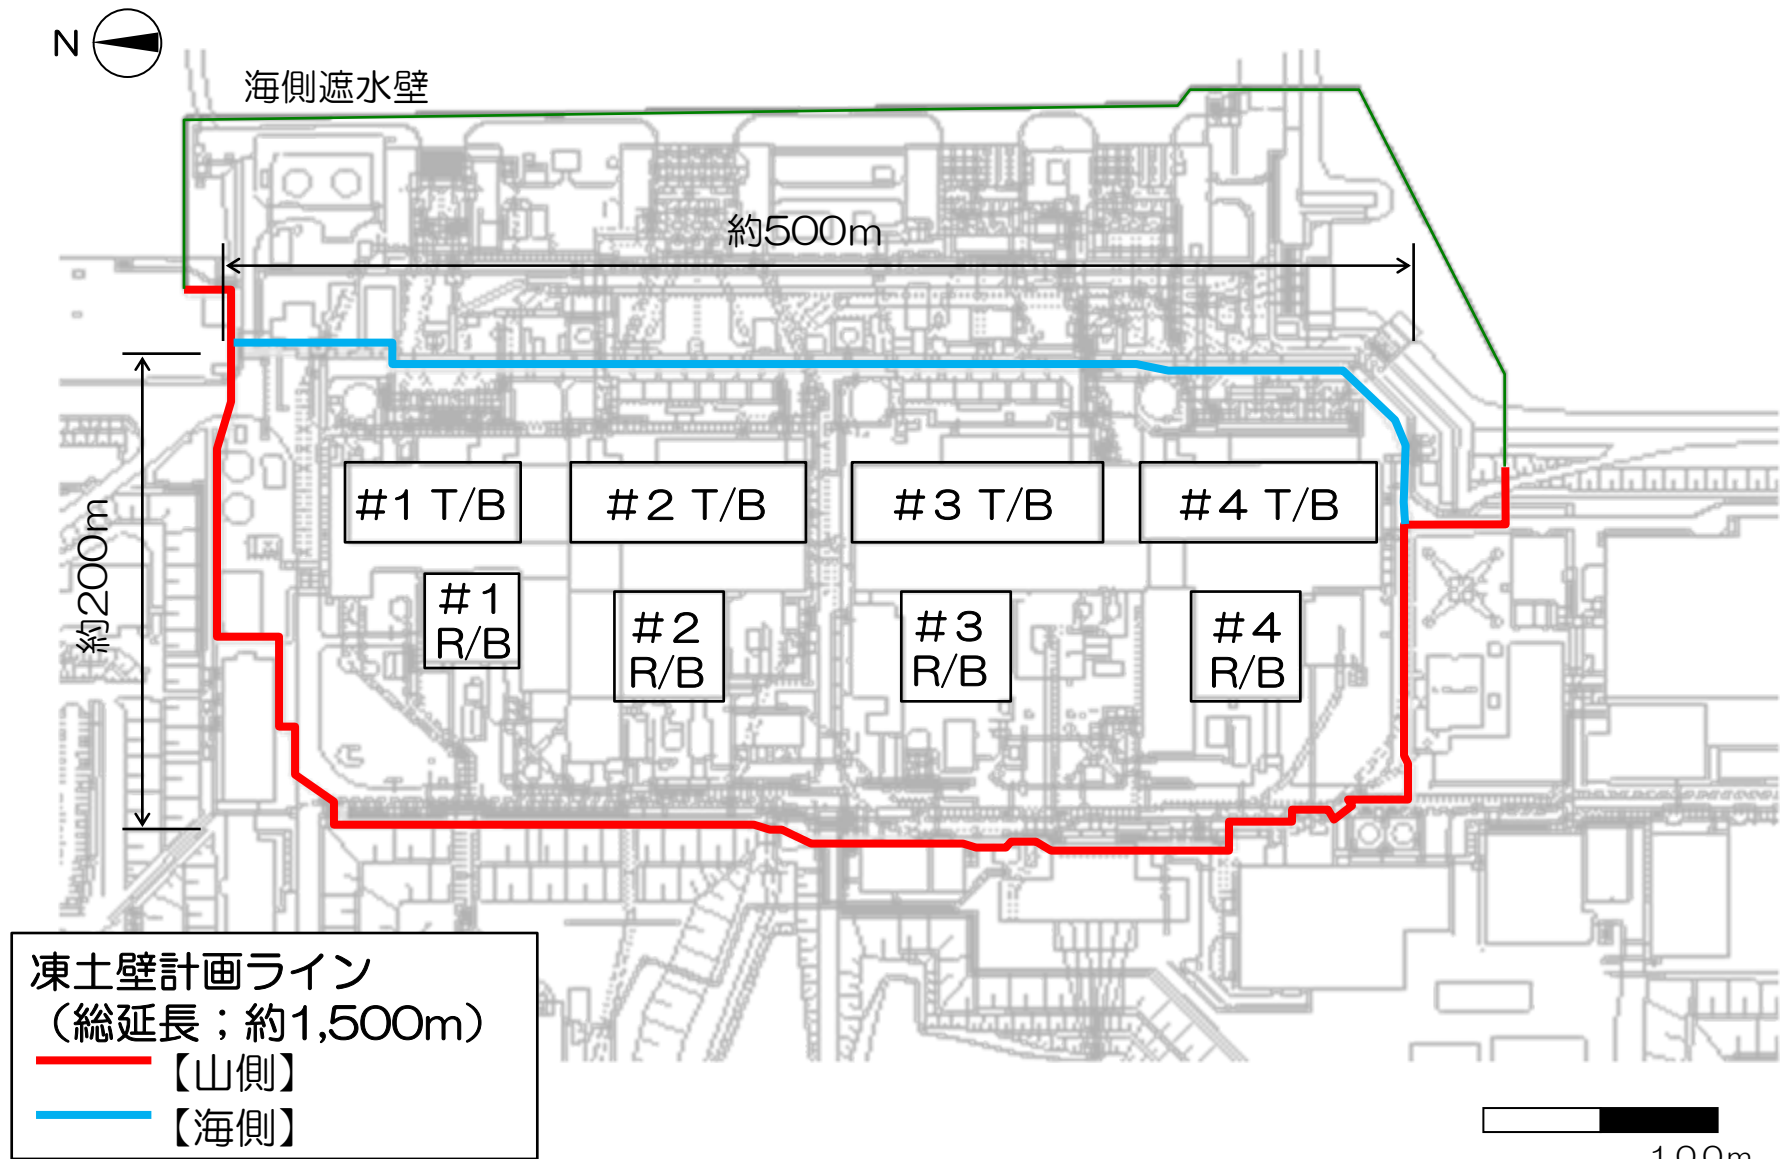 N
海側遮水壁
約500m
約200m
#1 T/B
#2 T/B
#3 T/B
#4 T/B
#1
R/B
#2
R/B
#3
R/B
#4
R/B
凍土壁計画ライン
（総延長；約1,500m）
【山側】
【海側】
100m